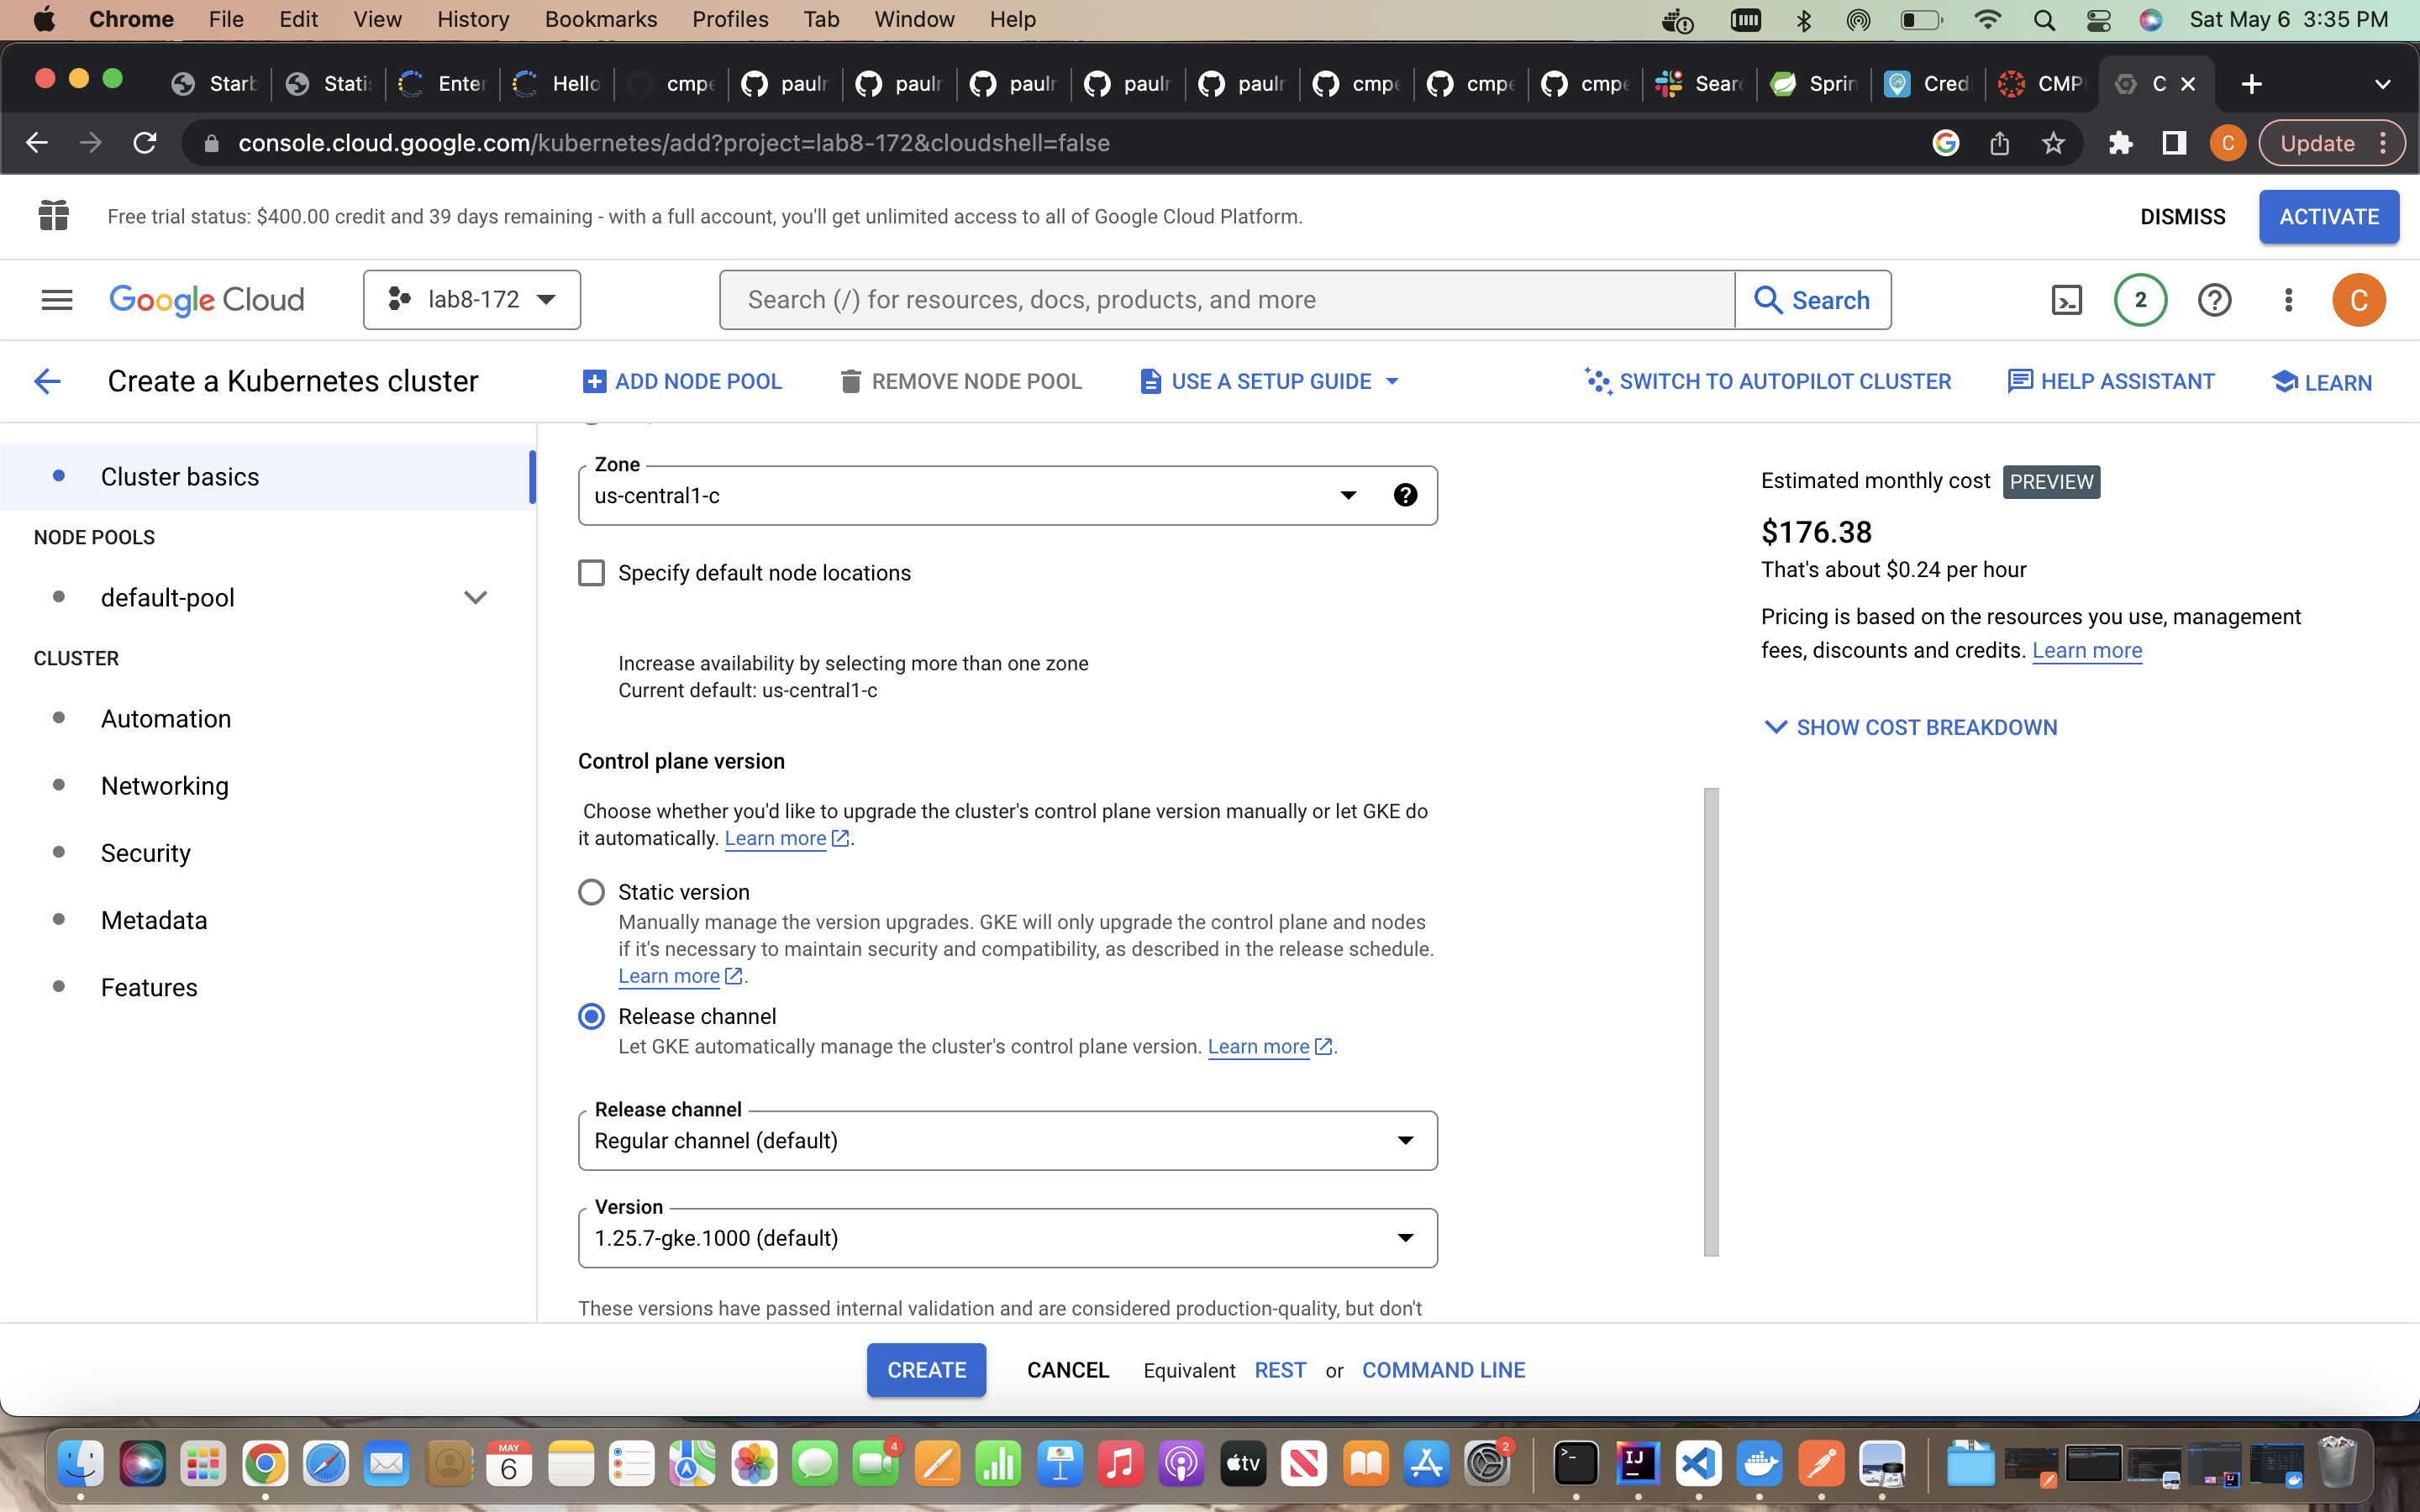 Chrome File Edit View History Bookmarks Profiles Tab Window Help Sat May 6 3:35 PM
Starb Statis Enter Hello cmpe paulr paulr paulr paulr paulr cmpe cmpe cmpe Searc Sprin Credi CMP C
console.cloud.google.com/kubernetes/add?project=lab8-172&cloudshell=false C Update
Free trial status: $400.00 credit and 39 days remaining - with a full account, you'll get unlimited access to all of Google Cloud Platform. DISMISS ACTIVATE
Google Cloud lab8-172 Search (/) for resources, docs, products, and more Search 2 C
Create a Kubernetes cluster ADD NODE POOL REMOVE NODE POOL USE A SETUP GUIDE SWITCH TO AUTOPILOT CLUSTER HELP ASSISTANT LEARN
Cluster basics
NODE POOLS
default-pool
CLUSTER
Automation
Networking
Security
Metadata
Features
Zone
us-central1-c
Specify default node locations
Increase availability by selecting more than one zone
Current default: us-central1-c
Control plane version
Choose whether you'd like to upgrade the cluster's control plane version manually or let GKE do
it automatically. Learn more.
Static version
Manually manage the version upgrades. GKE will only upgrade the control plane and nodes
if it's necessary to maintain security and compatibility, as described in the release schedule.
Learn more.
Release channel
Let GKE automatically manage the cluster's control plane version. Learn more.
Release channel
Regular channel (default)
Version
1.25.7-gke.1000 (default)
These versions have passed internal validation and are considered production-quality, but don't
Estimated monthly cost PREVIEW
$176.38
That's about $0.24 per hour
Pricing is based on the resources you use, management
fees, discounts and credits. Learn more
SHOW COST BREAKDOWN
CREATE CANCEL Equivalent REST or COMMAND LINE
MAY
6
4
tv
2
IJ